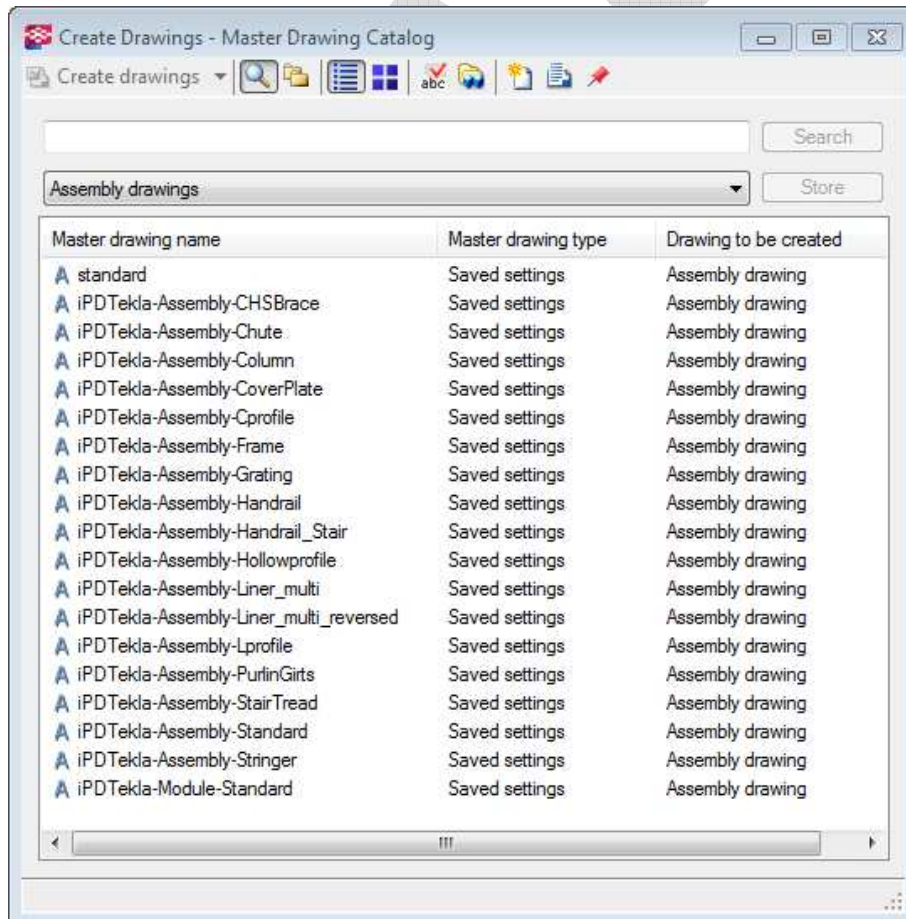 Create Drawings - Master Drawing Catalog
Create drawings abc
Search
Assembly drawings Store
Master drawing name Master drawing type Drawing to be created
A standard Saved settings Assembly drawing
A iPDTekla-Assembly-CHSBrace Saved settings Assembly drawing
A iPDTekla-Assembly-Chute Saved settings Assembly drawing
A iPDTekla-Assembly-Column Saved settings Assembly drawing
A iPDTekla-Assembly-CoverPlate Saved settings Assembly drawing
A iPDTekla-Assembly-Cprofile Saved settings Assembly drawing
A iPDTekla-Assembly-Frame Saved settings Assembly drawing
A iPDTekla-Assembly-Grating Saved settings Assembly drawing
A iPDTekla-Assembly-Handrail Saved settings Assembly drawing
A iPDTekla-Assembly-Handrail_Stair Saved settings Assembly drawing
A iPDTekla-Assembly-Hollowprofile Saved settings Assembly drawing
A iPDTekla-Assembly-Liner_multi Saved settings Assembly drawing
A iPDTekla-Assembly-Liner_multi_reversed Saved settings Assembly drawing
A iPDTekla-Assembly-Lprofile Saved settings Assembly drawing
A iPDTekla-Assembly-PurlinGirts Saved settings Assembly drawing
A iPDTekla-Assembly-StairTread Saved settings Assembly drawing
A iPDTekla-Assembly-Standard Saved settings Assembly drawing
A iPDTekla-Assembly-Stringer Saved settings Assembly drawing
A iPDTekla-Module-Standard Saved settings Assembly drawing